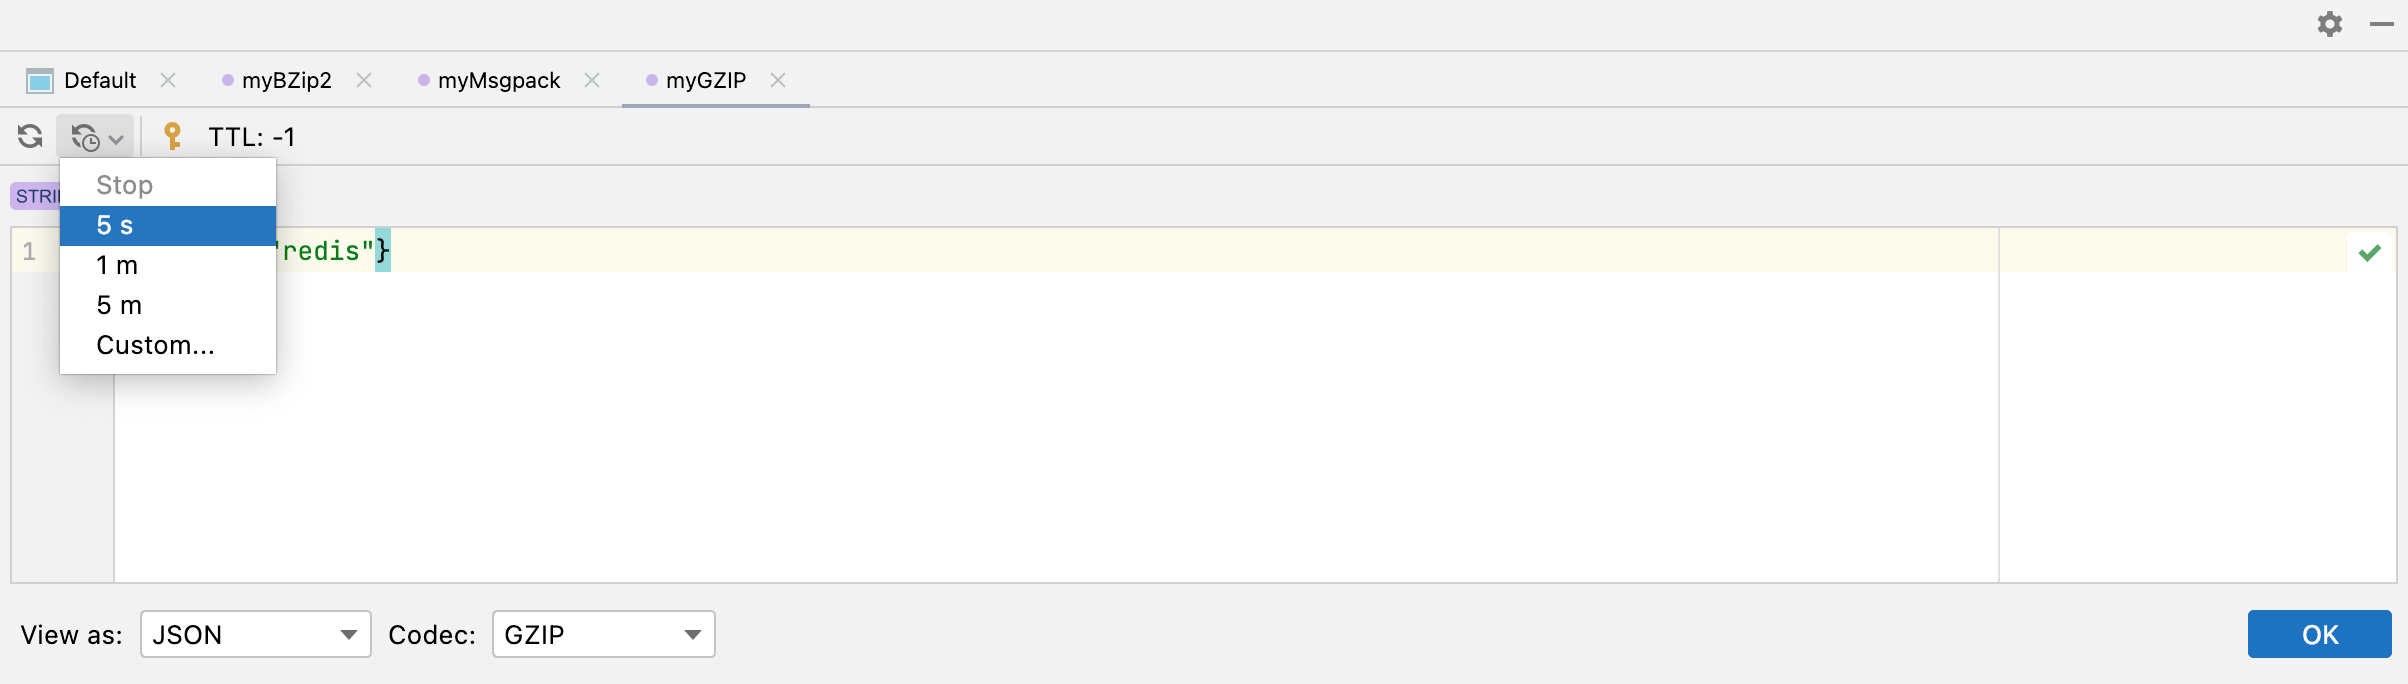 Default myBZip2 myMsgpack myGZIP
TTL: -1
Stop
5 s
1 m
5 m
Custom...
1 redis"}
View as: JSON Codec: GZIP OK